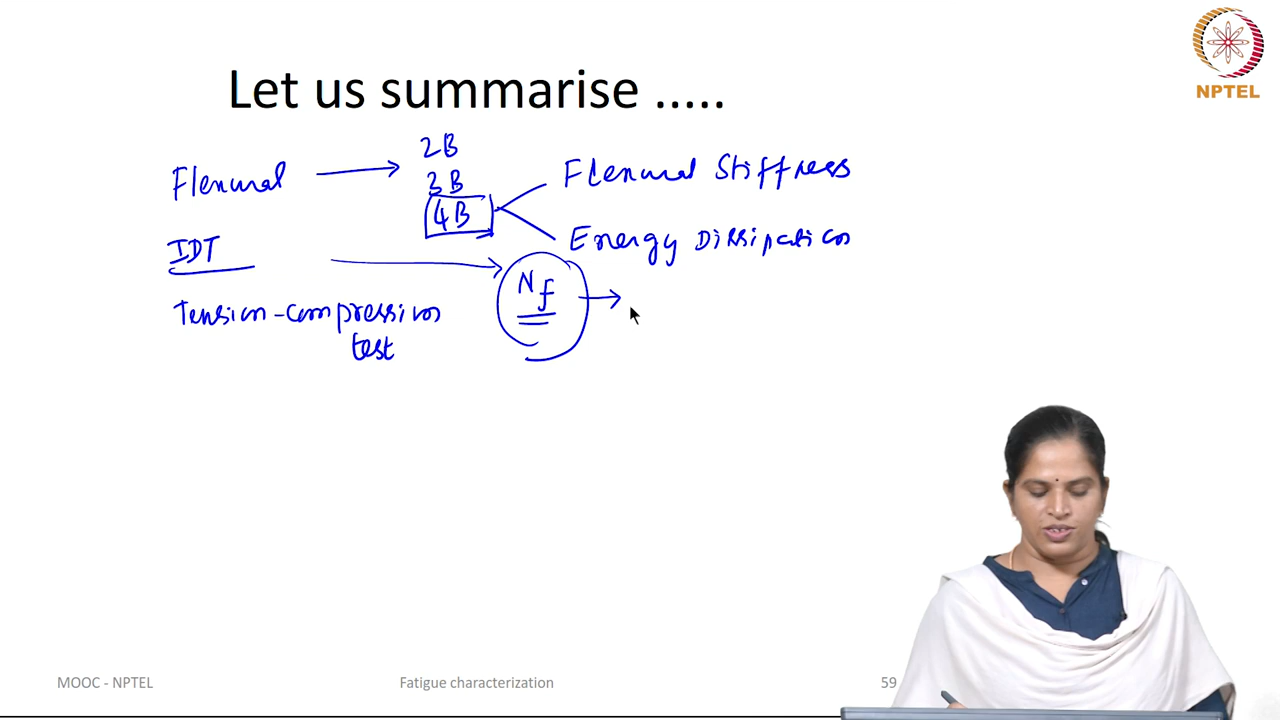 NPTEL
Let us summarise .....
Flexural
2B
3B
4B
Flexural Stiffness
Energy Dissipation
IDT
Nf
Tension-compression
test
MOOC - NPTEL
Fatigue characterization
59